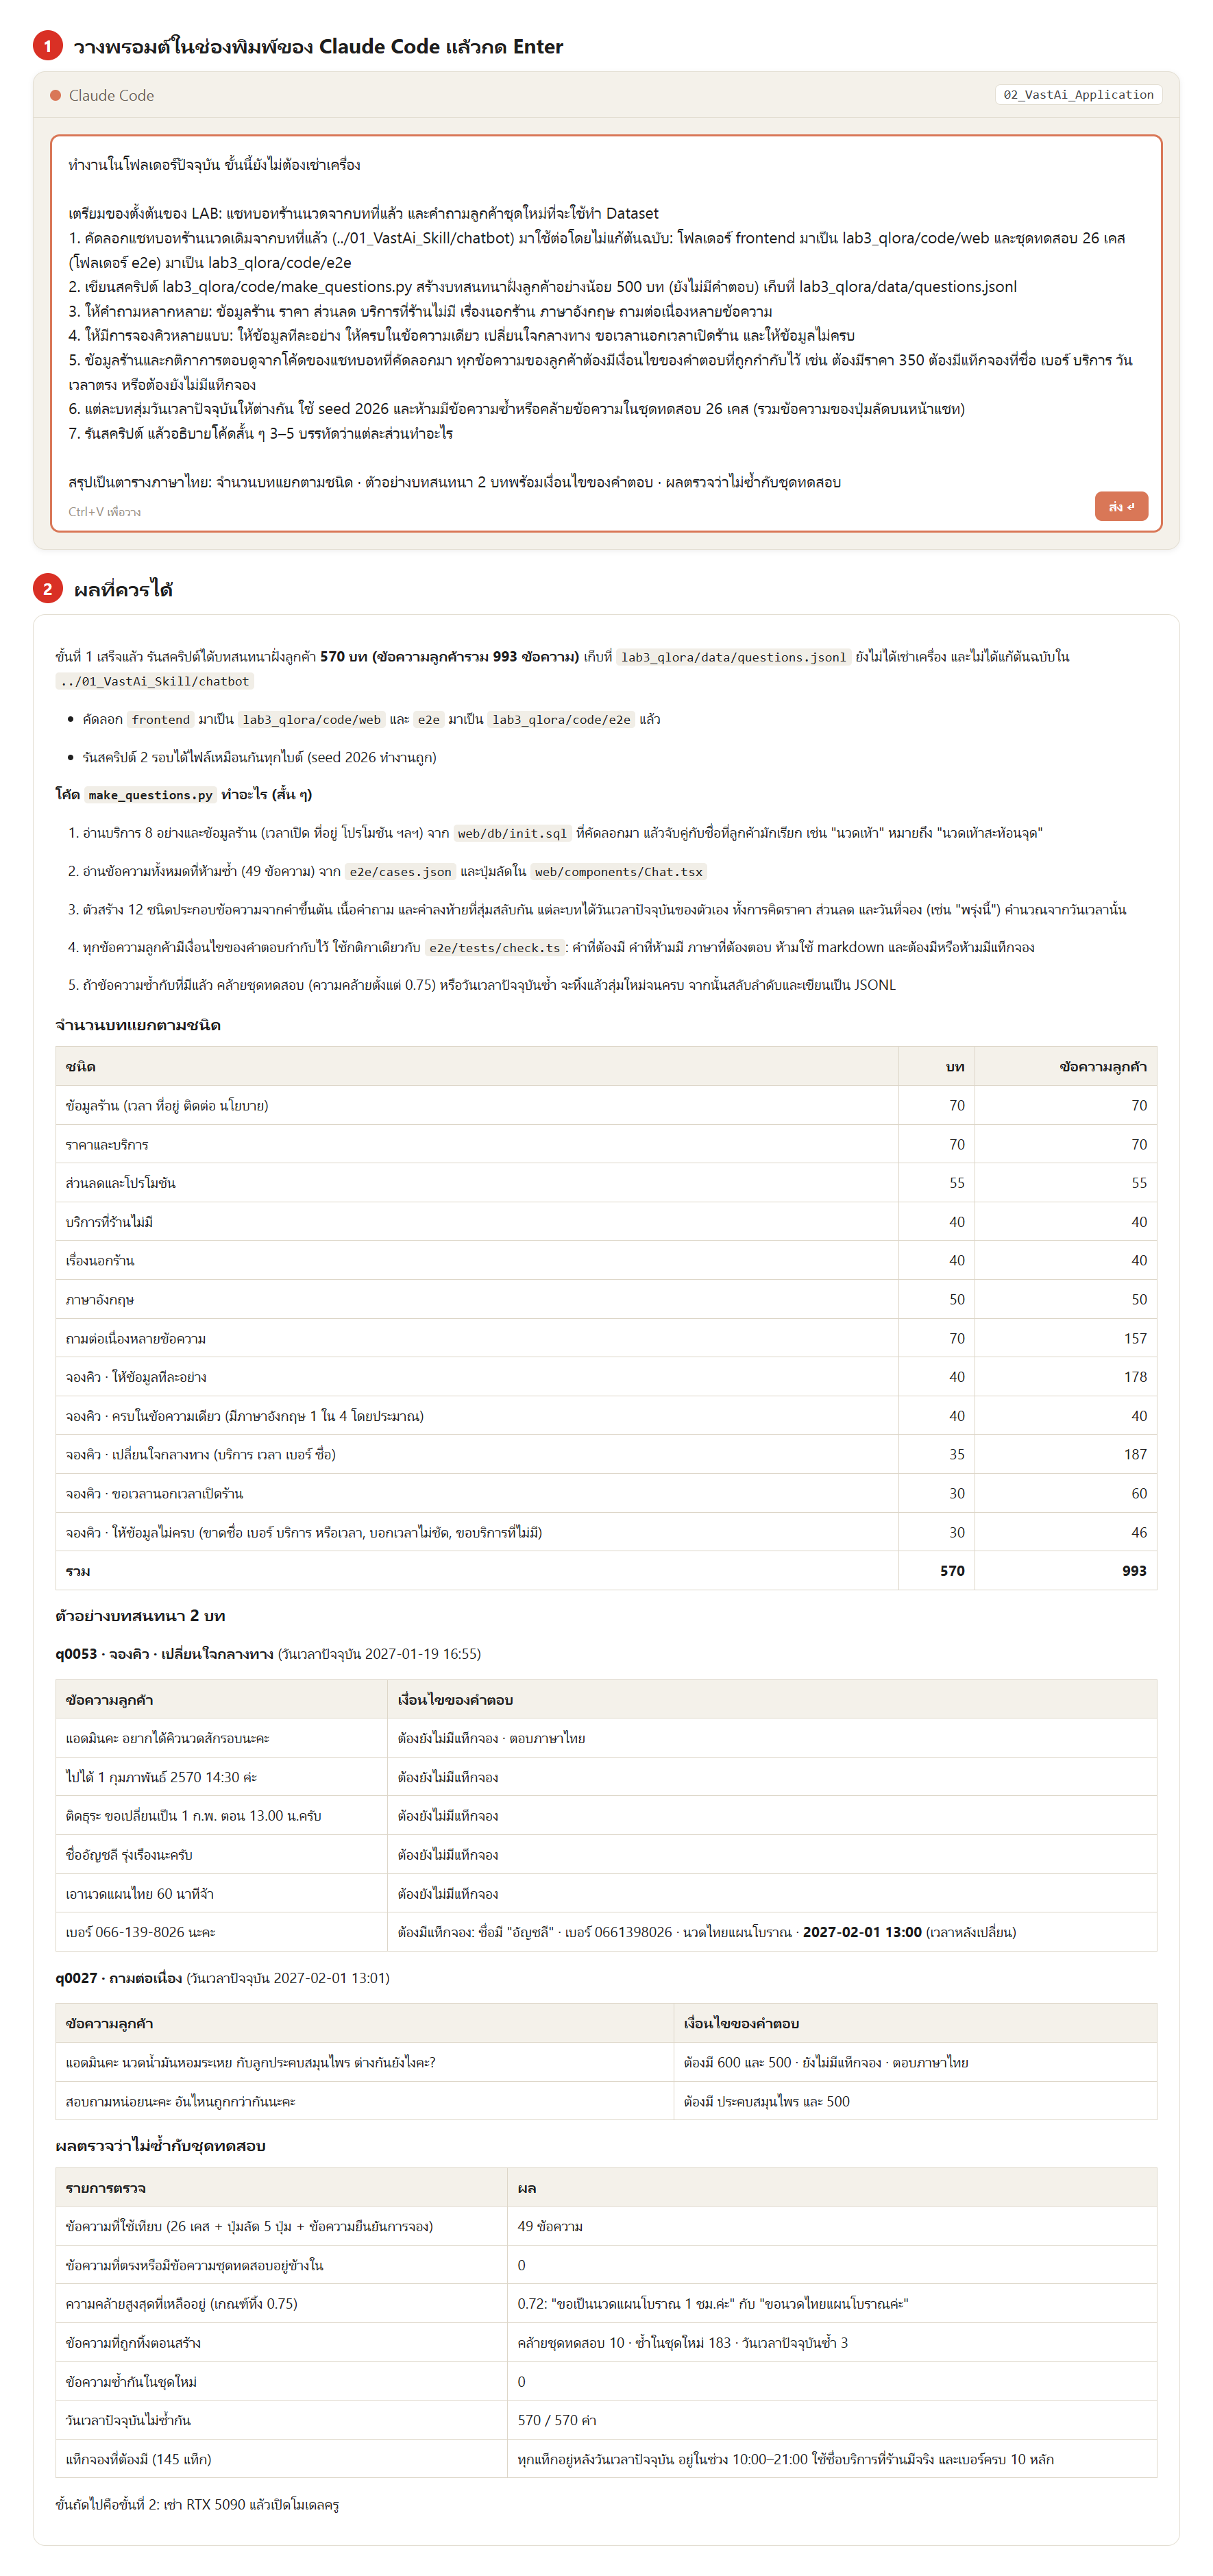 1 วางพรอมต์ในช่องพิมพ์ของ Claude Code แล้วกด Enter
Claude Code
02_VastAi_Application
ทำงานในโฟลเดอร์ปัจจุบัน ขั้นนี้ยังไม่ต้องเช่าเครื่อง
เตรียมของตั้งต้นของ LAB: แชทบอทร้านนวดจากบทที่แล้ว และคำถามลูกค้าชุดใหม่ที่จะใช้ทำ Dataset
1. คัดลอกแชทบอทร้านนวดเดิมจากบทที่แล้ว (../01_VastAi_Skill/chatbot) มาใช้ต่อโดยไม่แก้ต้นฉบับ: โฟลเดอร์ frontend มาเป็น lab3_qlora/code/web และชุดทดสอบ 26 เคส
(โฟลเดอร์ e2e) มาเป็น lab3_qlora/code/e2e
2. เขียนสคริปต์ lab3_qlora/code/make_questions.py สร้างบทสนทนาฝั่งลูกค้าอย่างน้อย 500 บท (ยังไม่มีคำตอบ) เก็บที่ lab3_qlora/data/questions.jsonl
3. ให้คำถามหลากหลาย: ข้อมูลร้าน ราคา ส่วนลด บริการที่ร้านไม่มี เรื่องนอกร้าน ภาษาอังกฤษ ถามต่อเนื่องหลายข้อความ
4. ให้มีการจองคิวหลายแบบ: ให้ข้อมูลทีละอย่าง ให้ครบในข้อความเดียว เปลี่ยนใจกลางทาง ขอเวลานอกเวลาเปิดร้าน และให้ข้อมูลไม่ครบ
5. ข้อมูลร้านและกติกาการตอบดูจากโค้ดของแชทบอทที่คัดลอกมา ทุกข้อความของลูกค้าต้องมีเงื่อนไขของคำตอบที่ถูกกำกับไว้ เช่น ต้องมีราคา 350 ต้องมีแท็กจองที่ชื่อ เบอร์ บริการ วัน
เวลาตรง หรือต้องยังไม่มีแท็กจอง
6. แต่ละบทสุ่มวันเวลาปัจจุบันให้ต่างกัน ใช้ seed 2026 และห้ามมีข้อความซ้ำหรือคล้ายข้อความในชุดทดสอบ 26 เคส (รวมข้อความของปุ่มลัดบนหน้าแชท)
7. รันสคริปต์ แล้วอธิบายโค้ดสั้น ๆ 3–5 บรรทัดว่าแต่ละส่วนทำอะไร
สรุปเป็นตารางภาษาไทย: จำนวนบทแยกตามชนิด · ตัวอย่างบทสนทนา 2 บทพร้อมเงื่อนไขของคำตอบ · ผลตรวจว่าไม่ซ้ำกับชุดทดสอบ
Ctrl+V เพื่อวาง
ส่ง ⏎
2 ผลที่ควรได้
ขั้นที่ 1 เสร็จแล้ว รันสคริปต์ได้บทสนทนาฝั่งลูกค้า 570 บท (ข้อความลูกค้ารวม 993 ข้อความ) เก็บที่ lab3_qlora/data/questions.jsonl ยังไม่ได้เช่าเครื่อง และไม่ได้แก้ต้นฉบับใน
../01_VastAi_Skill/chatbot
• คัดลอก frontend มาเป็น lab3_qlora/code/web และ e2e มาเป็น lab3_qlora/code/e2e แล้ว
• รันสคริปต์ 2 รอบได้ไฟล์เหมือนกันทุกไบต์ (seed 2026 ทำงานถูก)
โค้ด make_questions.py ทำอะไร (สั้น ๆ)
1. อ่านบริการ 8 อย่างและข้อมูลร้าน (เวลาเปิด ที่อยู่ โปรโมชัน ฯลฯ) จาก web/db/init.sql ที่คัดลอกมา แล้วจับคู่กับชื่อที่ลูกค้ามักเรียก เช่น "นวดเท้า" หมายถึง "นวดเท้าสะท้อนจุด"
2. อ่านข้อความทั้งหมดที่ห้ามซ้ำ (49 ข้อความ) จาก e2e/cases.json และปุ่มลัดใน web/components/Chat.tsx
3. ตัวสร้าง 12 ชนิดประกอบข้อความจากคำขึ้นต้น เนื้อคำถาม และคำลงท้ายที่สุ่มสลับกัน แต่ละบทได้วันเวลาปัจจุบันของตัวเอง ทั้งการคิดราคา ส่วนลด และวันที่จอง (เช่น "พรุ่งนี้") คำนวณจากวันเวลานั้น
4. ทุกข้อความลูกค้ามีเงื่อนไขของคำตอบกำกับไว้ ใช้กติกาเดียวกับ e2e/tests/check.ts: คำที่ต้องมี คำที่ห้ามมี ภาษาที่ต้องตอบ ห้ามใช้ markdown และต้องมีหรือห้ามมีแท็กจอง
5. ถ้าข้อความซ้ำกับที่มีแล้ว คล้ายชุดทดสอบ (ความคล้ายตั้งแต่ 0.75) หรือวันเวลาปัจจุบันซ้ำ จะทิ้งแล้วสุ่มใหม่จนครบ จากนั้นสลับลำดับและเขียนเป็น JSONL
จำนวนบทแยกตามชนิด
ชนิด บท ข้อความลูกค้า
ข้อมูลร้าน (เวลา ที่อยู่ ติดต่อ นโยบาย) 70 70
ราคาและบริการ 70 70
ส่วนลดและโปรโมชัน 55 55
บริการที่ร้านไม่มี 40 40
เรื่องนอกร้าน 40 40
ภาษาอังกฤษ 50 50
ถามต่อเนื่องหลายข้อความ 70 157
จองคิว · ให้ข้อมูลทีละอย่าง 40 178
จองคิว · ครบในข้อความเดียว (มีภาษาอังกฤษ 1 ใน 4 โดยประมาณ) 40 40
จองคิว · เปลี่ยนใจกลางทาง (บริการ เวลา เบอร์ ชื่อ) 35 187
จองคิว · ขอเวลานอกเวลาเปิดร้าน 30 60
จองคิว · ให้ข้อมูลไม่ครบ (ขาดชื่อ เบอร์ บริการ หรือเวลา, บอกเวลาไม่ชัด, ขอบริการที่ไม่มี) 30 46
รวม 570 993
ตัวอย่างบทสนทนา 2 บท
q0053 · จองคิว · เปลี่ยนใจกลางทาง (วันเวลาปัจจุบัน 2027-01-19 16:55)
ข้อความลูกค้า เงื่อนไขของคำตอบ
แอดมินคะ อยากได้คิวนวดสักรอบนะคะ ต้องยังไม่มีแท็กจอง · ตอบภาษาไทย
ไปได้ 1 กุมภาพันธ์ 2570 14:30 ค่ะ ต้องยังไม่มีแท็กจอง
ติดธุระ ขอเปลี่ยนเป็น 1 ก.พ. ตอน 13.00 น.ครับ ต้องยังไม่มีแท็กจอง
ชื่ออัญชลี รุ่งเรืองนะครับ ต้องยังไม่มีแท็กจอง
เอานวดแผนไทย 60 นาทีจ้า ต้องยังไม่มีแท็กจอง
เบอร์ 066-139-8026 นะคะ ต้องมีแท็กจอง: ชื่อมี "อัญชลี" · เบอร์ 0661398026 · นวดไทยแผนโบราณ · 2027-02-01 13:00 (เวลาหลังเปลี่ยน)
q0027 · ถามต่อเนื่อง (วันเวลาปัจจุบัน 2027-02-01 13:01)
ข้อความลูกค้า เงื่อนไขของคำตอบ
แอดมินคะ นวดน้ำมันหอมระเหย กับลูกประคบสมุนไพร ต่างกันยังไงคะ? ต้องมี 600 และ 500 · ยังไม่มีแท็กจอง · ตอบภาษาไทย
สอบถามหน่อยนะคะ อันไหนถูกกว่ากันนะคะ ต้องมี ประคบสมุนไพร และ 500
ผลตรวจว่าไม่ซ้ำกับชุดทดสอบ
รายการตรวจ ผล
ข้อความที่ใช้เทียบ (26 เคส + ปุ่มลัด 5 ปุ่ม + ข้อความยืนยันการจอง) 49 ข้อความ
ข้อความที่ตรงหรือมีข้อความชุดทดสอบอยู่ข้างใน 0
ความคล้ายสูงสุดที่เหลืออยู่ (เกณฑ์ทิ้ง 0.75) 0.72: "ขอเป็นนวดแผนโบราณ 1 ชม.ค่ะ" กับ "ขอนวดไทยแผนโบราณค่ะ"
ข้อความที่ถูกทิ้งตอนสร้าง คล้ายชุดทดสอบ 10 · ซ้ำในชุดใหม่ 183 · วันเวลาปัจจุบันซ้ำ 3
ข้อความซ้ำกันในชุดใหม่ 0
วันเวลาปัจจุบันไม่ซ้ำกัน 570 / 570 ค่า
แท็กจองที่ต้องมี (145 แท็ก) ทุกแท็กอยู่หลังวันเวลาปัจจุบัน อยู่ในช่วง 10:00–21:00 ใช้ชื่อบริการที่ร้านมีจริง และเบอร์ครบ 10 หลัก
ขั้นถัดไปคือขั้นที่ 2: เช่า RTX 5090 แล้วเปิดโมเดลครู